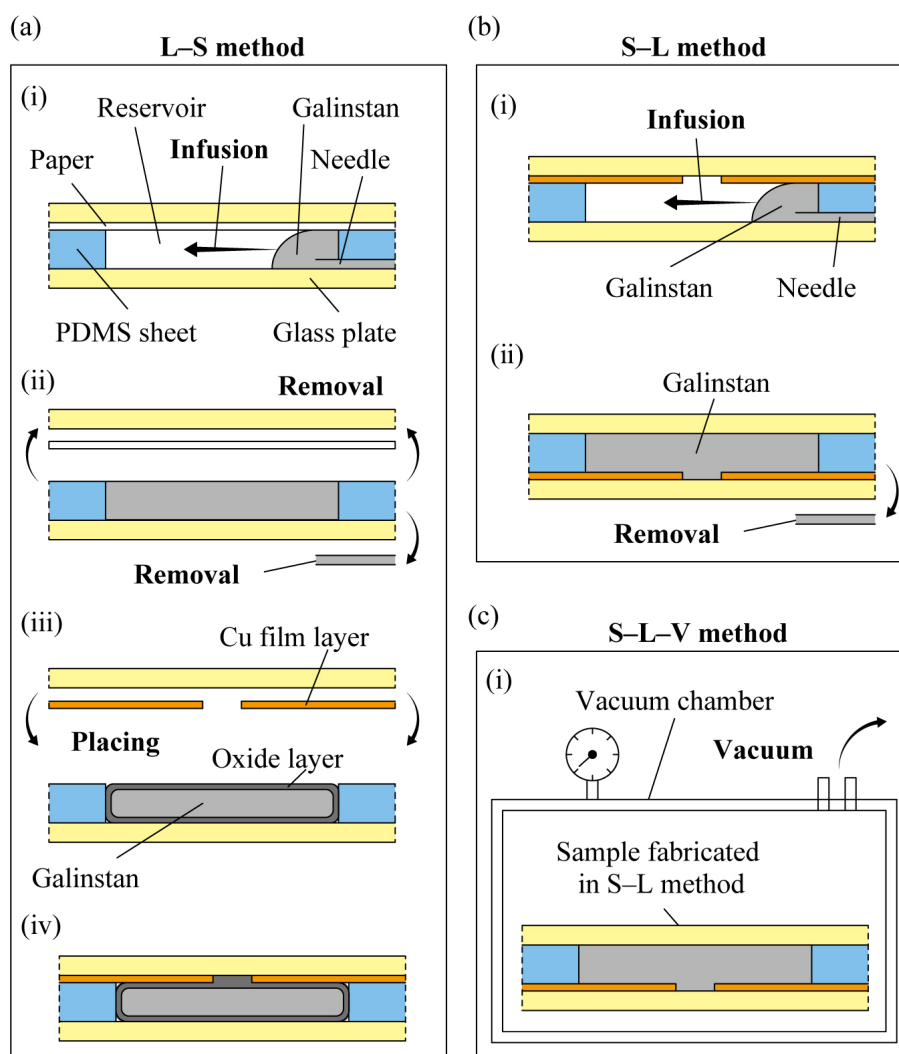 (a)
L–S method
(i)
Reservoir
Galinstan
Paper
Infusion
Needle
PDMS sheet
Glass plate
(ii)
Removal
Removal
(iii)
Cu film layer
Placing
Oxide layer
Galinstan
(iv)
(b)
S–L method
(i)
Infusion
Galinstan
Needle
(ii)
Galinstan
Removal
(c)
S–L–V method
(i)
Vacuum chamber
Vacuum
Sample fabricated
in S–L method